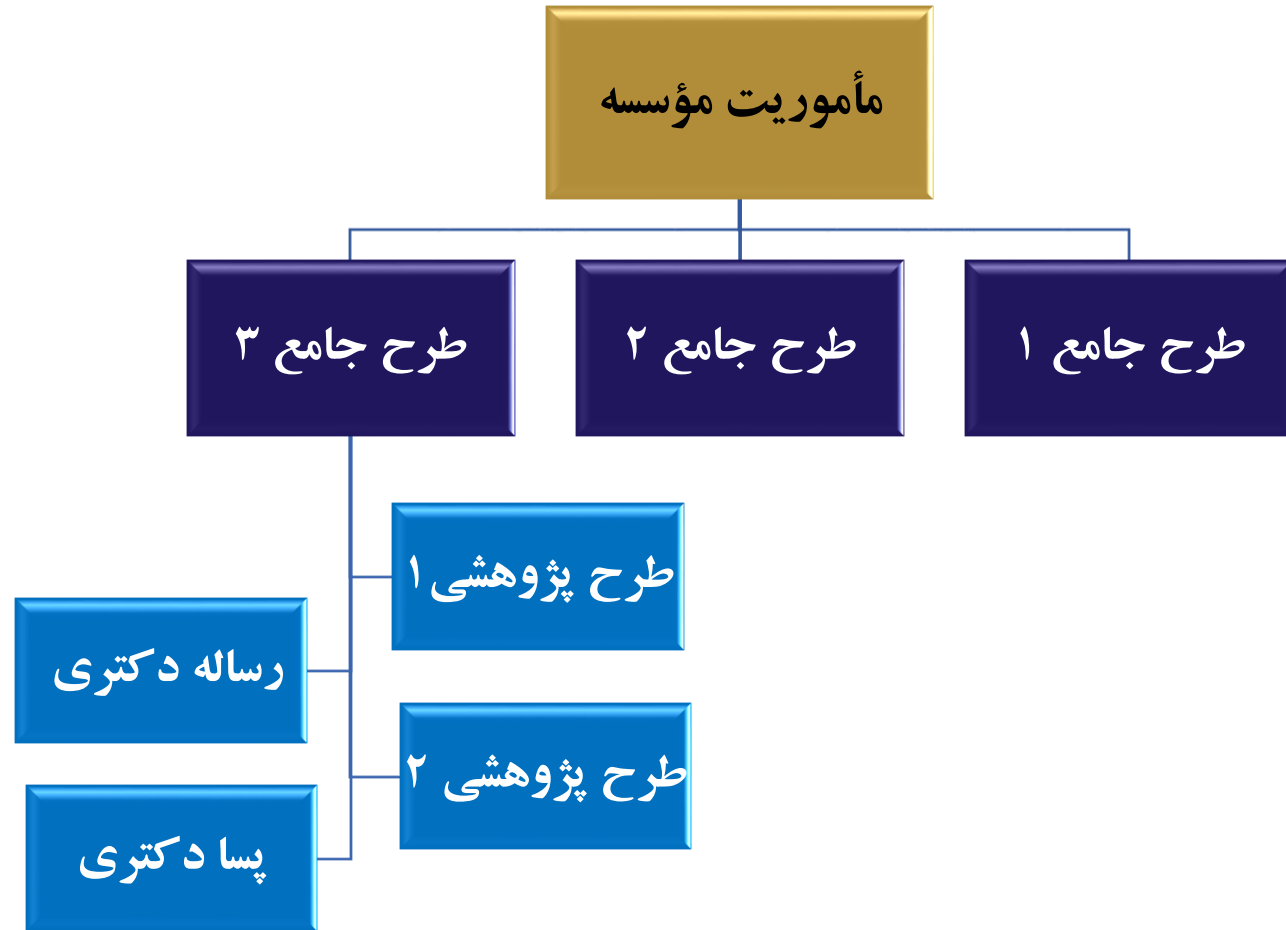 مأموریت مؤسسه
طرح جامع ۱
طرح جامع ۲
طرح جامع ۳
طرح پژوهشی۱
رساله دکتری
طرح پژوهشی ۲
پسا دکتری